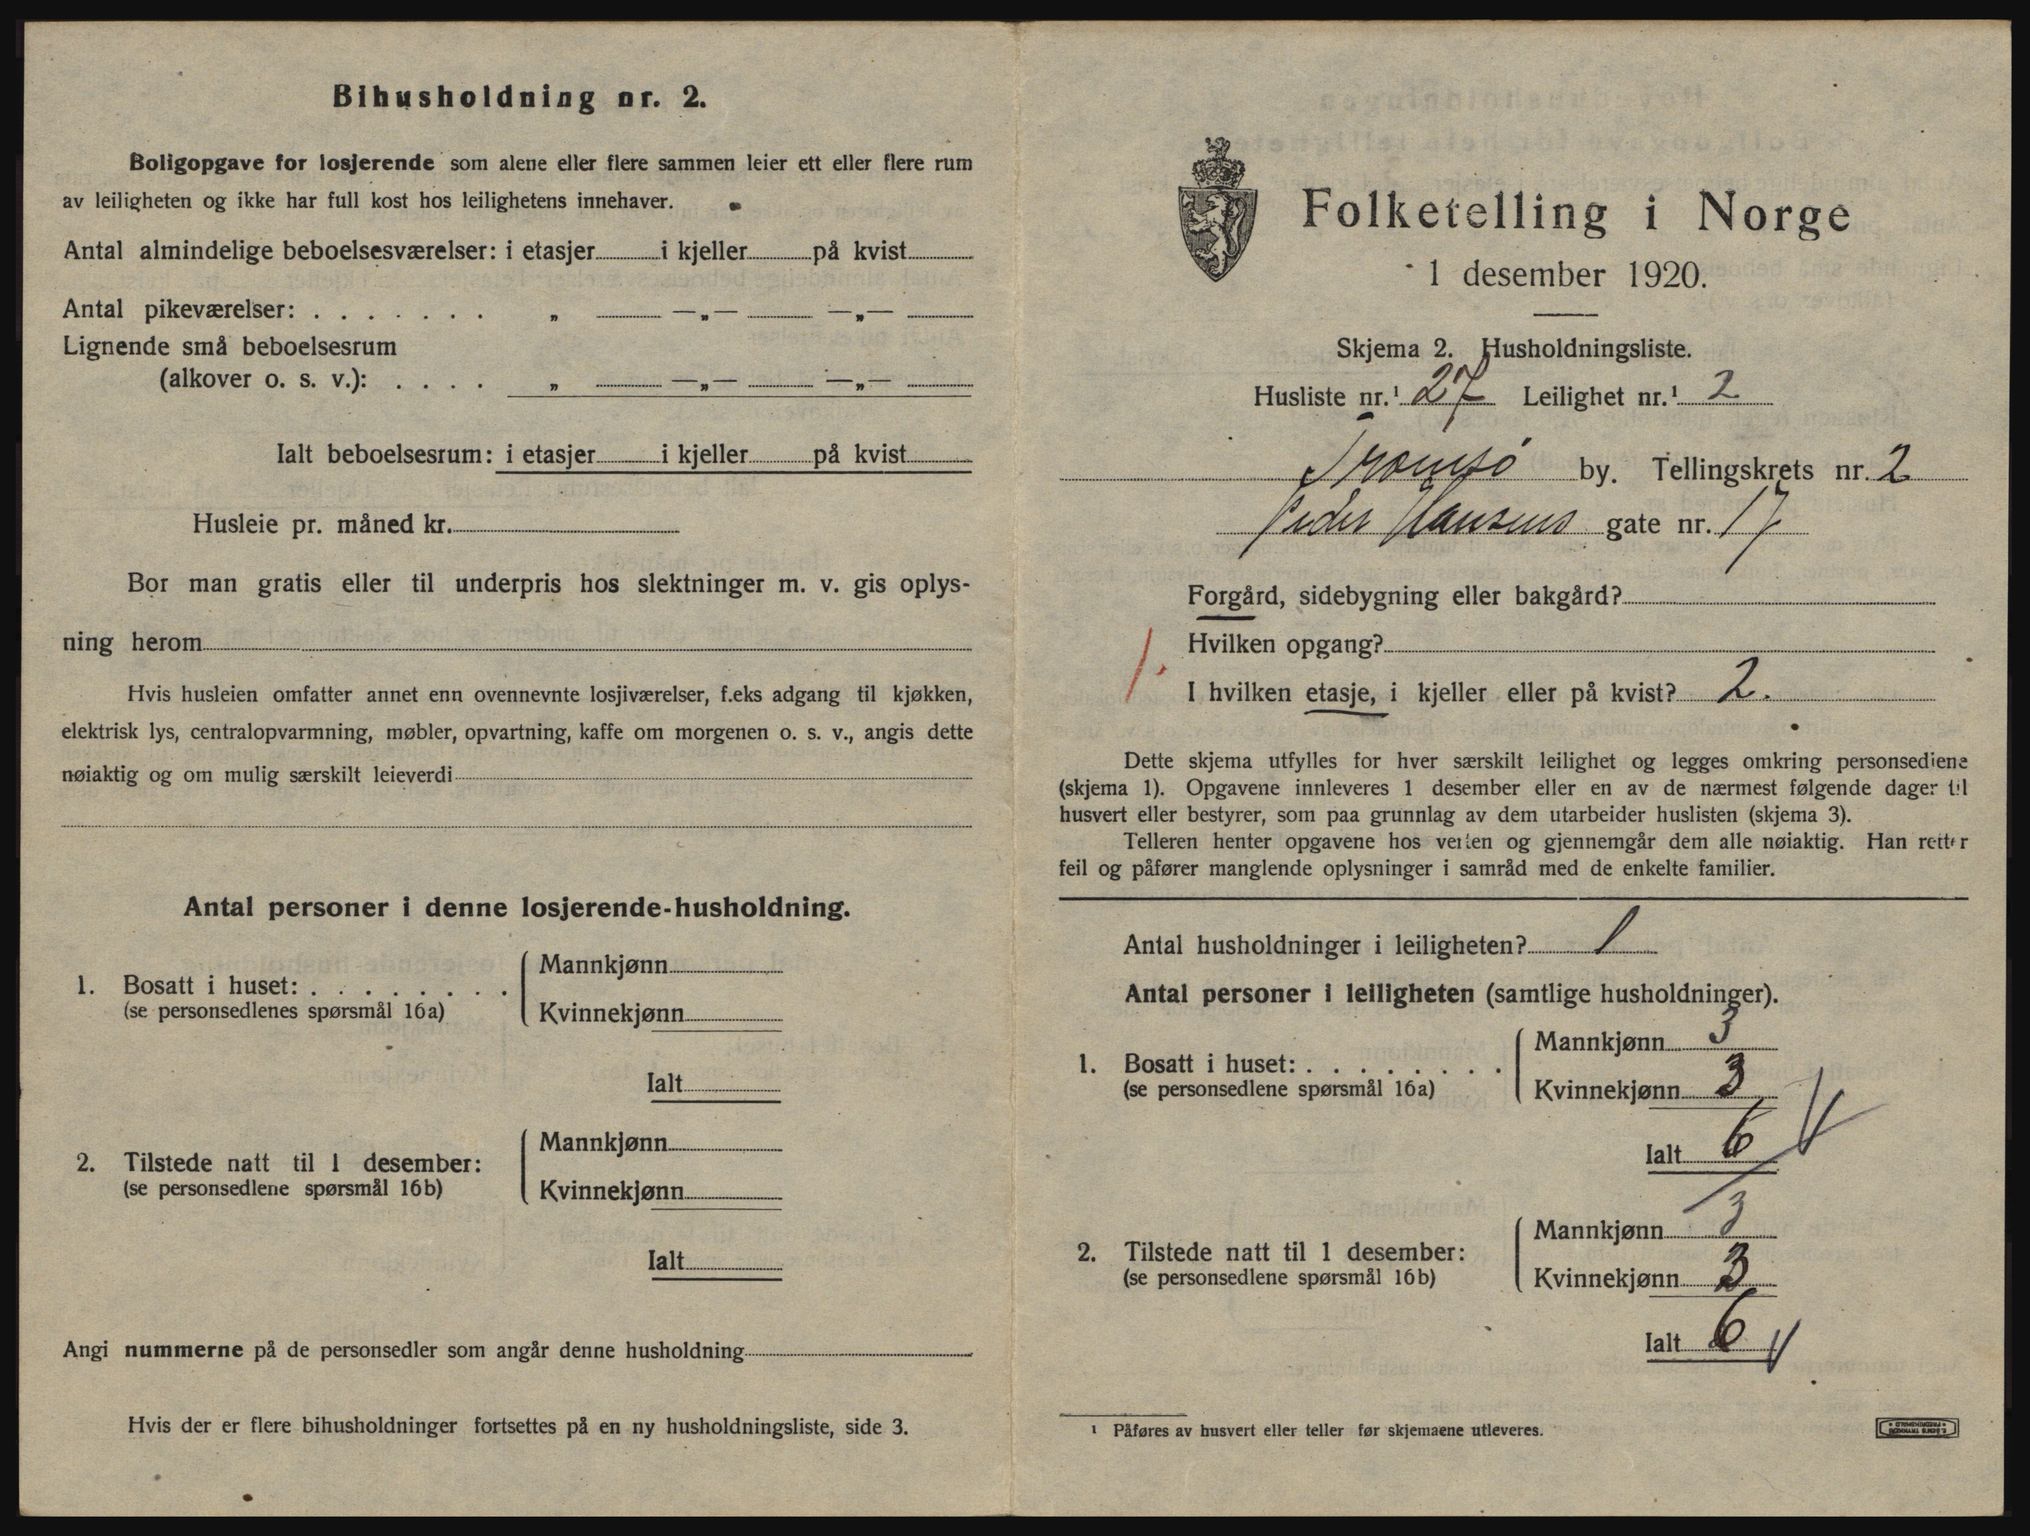 Bihusholdning nr. 2.
Boligopgave for losjerende som alene eller flere sammen leier ett eller flere rum
av leiligheten og ikke har full kost hos leilighetens innehaver.
Antal almindelige beboelsesværelser: i etasjer i kjeller på kvist
Antal pikeværelser: . . . . . . . „ —„— —„—
Lignende små beboelsesrum
(alkover o. s. v.): . . . . „ —„— —„—
Ialt beboelsesrum: i etasjer i kjeller på kvist
Husleie pr. måned kr.
Bor man gratis eller til underpris hos slektninger m. v. gis oplys-
ning herom
Hvis husleien omfatter annet enn ovennevnte losjiværelser, f.eks adgang til kjøkken,
elektrisk lys, centralopvarmning, møbler, opvartning, kaffe om morgenen o. s. v., angis dette
nøiaktig og om mulig særskilt leieverdi
Antal personer i denne losjerende-husholdning.
Mannkjønn
1. Bosatt i huset: . . . . . . . .
(se personsedlenes spørsmål 16a)
Kvinnekjønn
Ialt
Mannkjønn
2. Tilstede natt til 1 desember:
(se personsedlene spørsmål 16b)
Kvinnekjønn
Ialt
Angi nummerne på de personsedler som angår denne husholdning
Hvis der er flere bihusholdninger fortsettes på en ny husholdningsliste, side 3.
Folketelling i Norge
1 desember 1920.
Skjema 2. Husholdningsliste.
Husliste nr.¹ 27 Leilighet nr.¹ 2
Tromsø by. Tellingskrets nr. 2
Peder Hansens gate nr. 17
Forgård, sidebygning eller bakgård?
Hvilken opgang?
1.
I hvilken etasje, i kjeller eller på kvist? 2.
Dette skjema utfylles for hver særskilt leilighet og legges omkring personsedlene
(skjema 1). Opgavene innleveres 1 desember eller en av de nærmest følgende dager til
husvert eller bestyrer, som paa grunnlag av dem utarbeider huslisten (skjema 3).
Telleren henter opgavene hos verten og gjennemgår dem alle nøiaktig. Han retter
feil og påfører manglende oplysninger i samråd med de enkelte familier.
Antal husholdninger i leiligheten? 1
Antal personer i leiligheten (samtlige husholdninger).
Mannkjønn 3
1. Bosatt i huset: . . . . . . . .
(se personsedlene spørsmål 16a)
Kvinnekjønn 3
Ialt 6
Mannkjønn 3
2. Tilstede natt til 1 desember:
(se personsedlene spørsmål 16b)
Kvinnekjønn 3
Ialt 6
¹ Påføres av husvert eller teller før skjemaene utleveres.